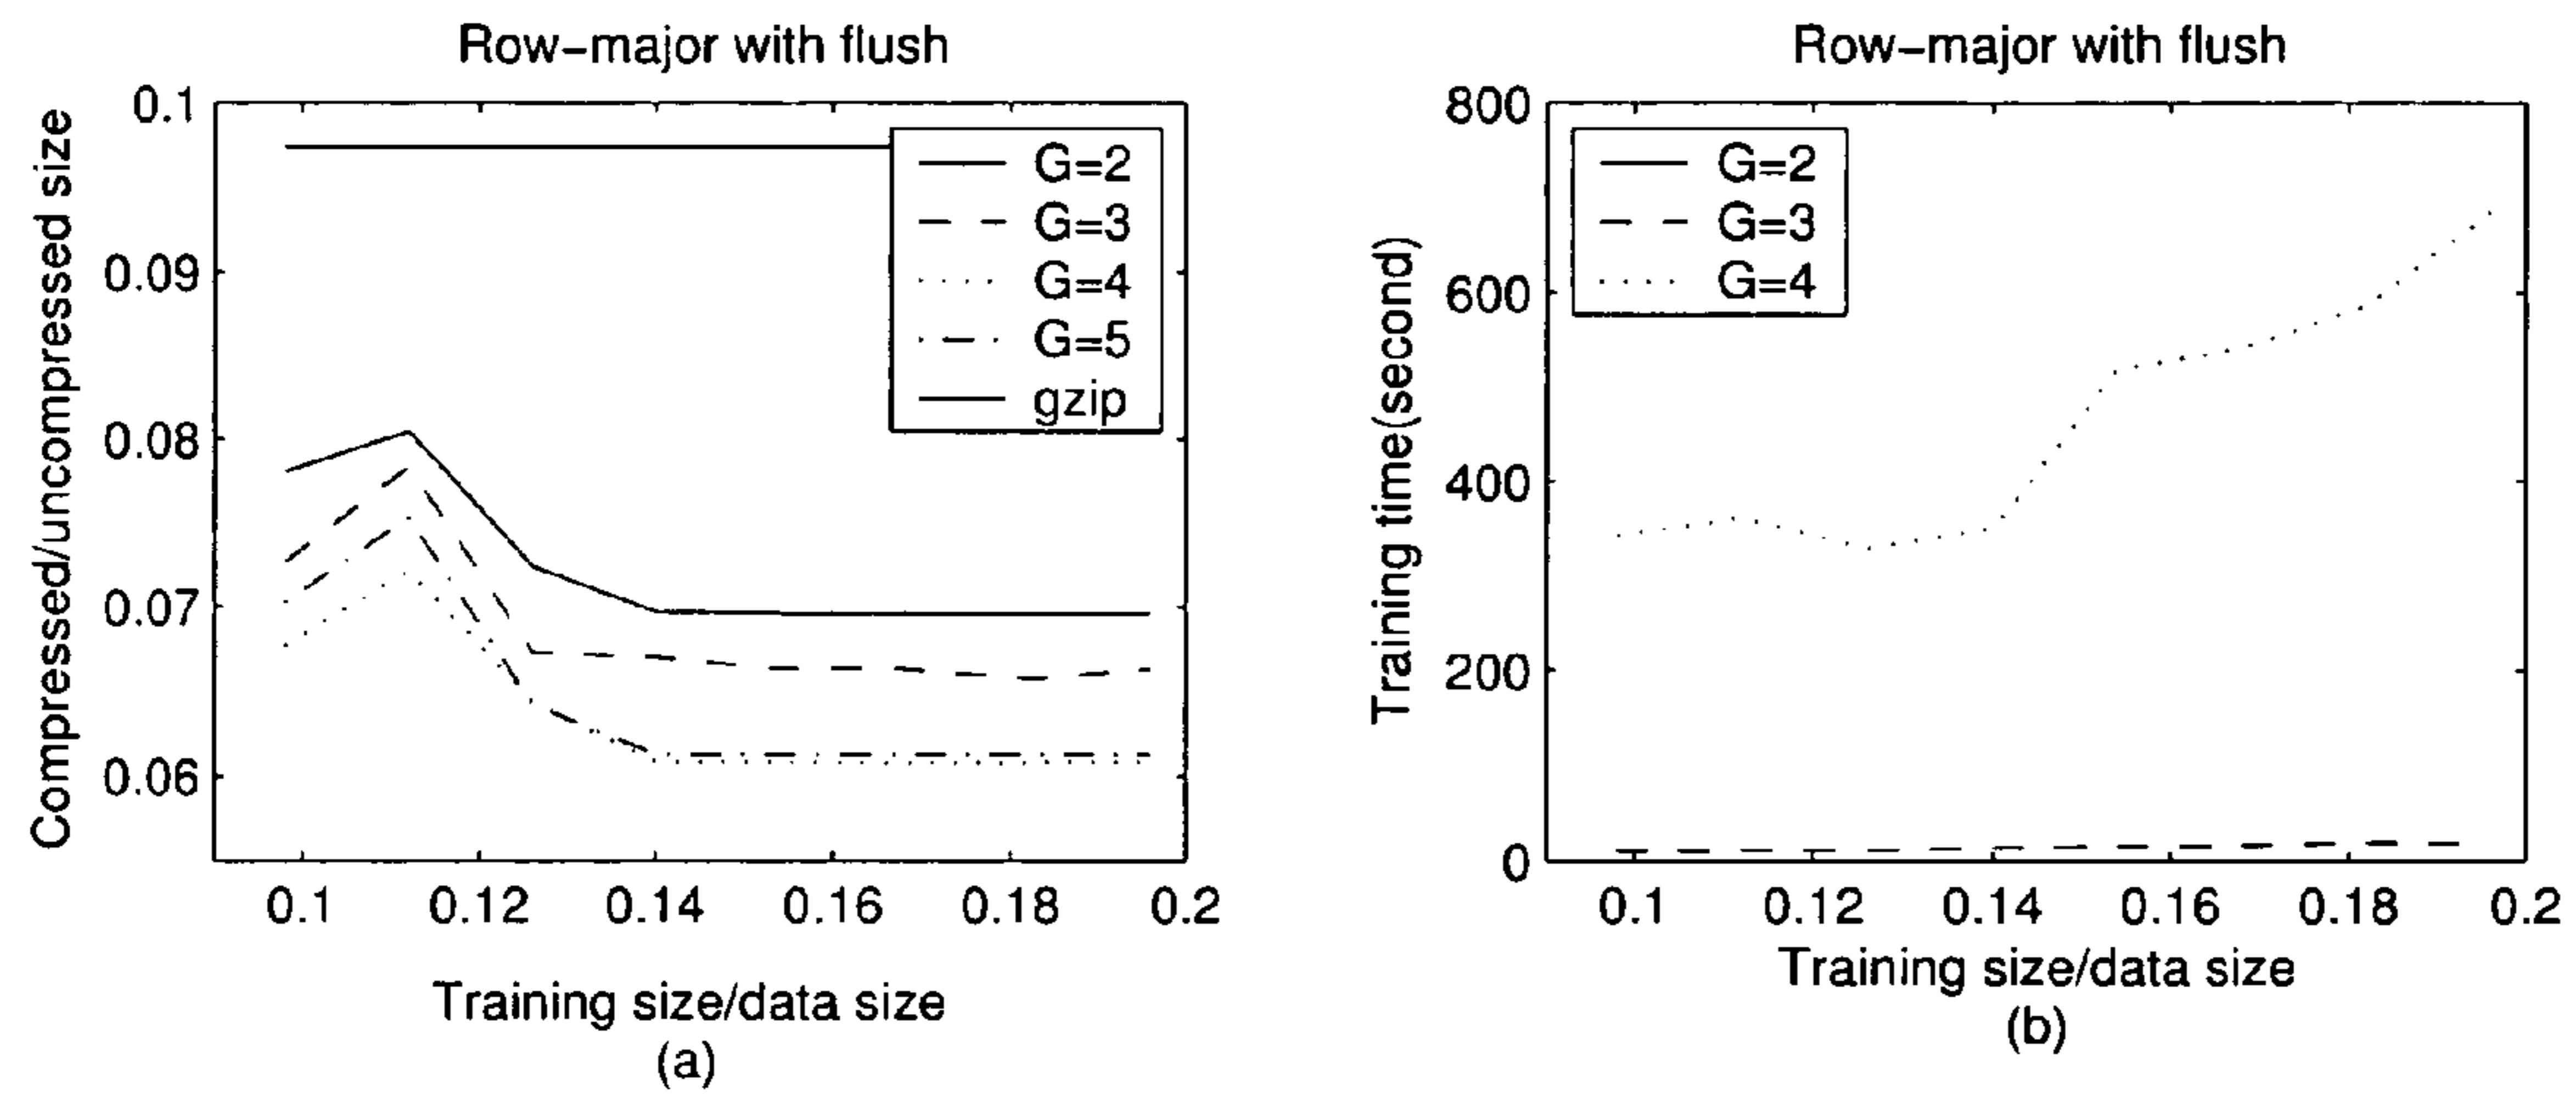 Row-major with flush
Compressed/uncompressed size
0.1
0.09
0.08
0.07
0.06
G=2
G=3
G=4
G=5
gzip
0.1 0.12 0.14 0.16 0.18 0.2
Training size/data size
(a)
Row-major with flush
Training time(second)
800
600
400
200
0
G=2
G=3
G=4
0.1 0.12 0.14 0.16 0.18 0.2
Training size/data size
(b)